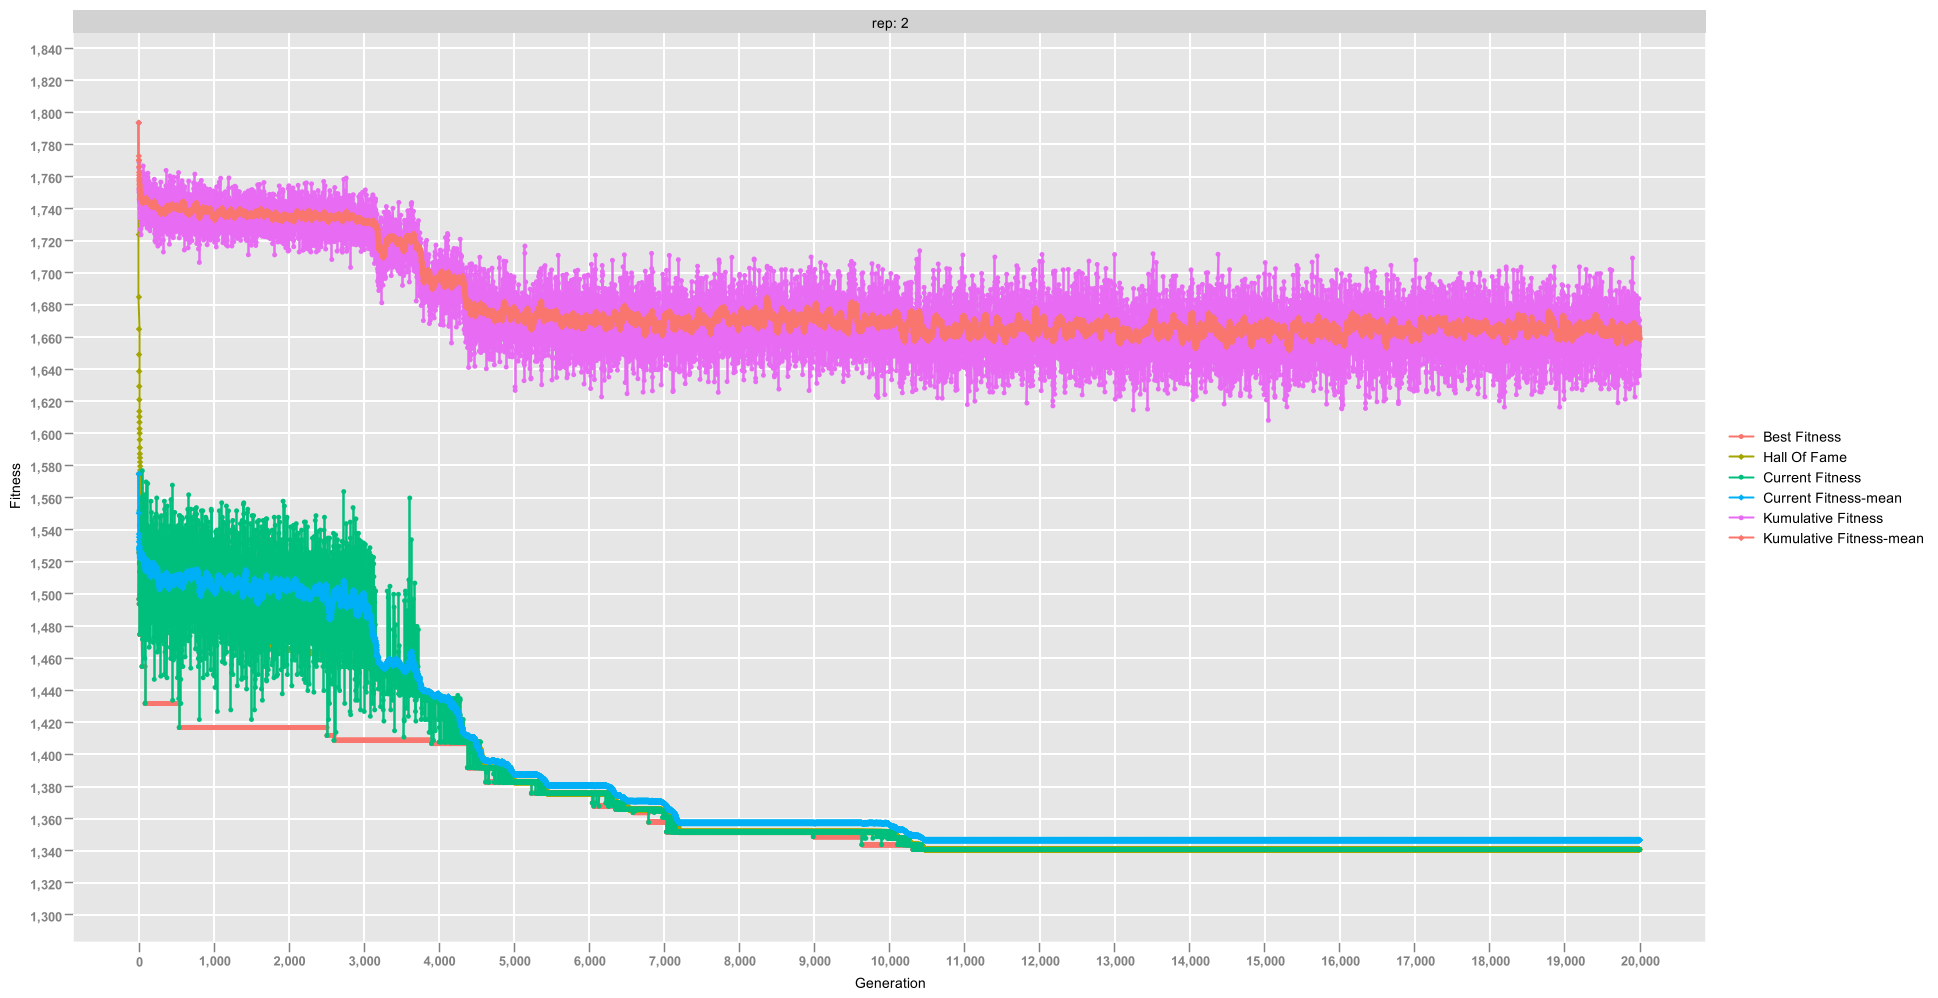 rep: 2
1,840
1,820
1,800
1,780
1,760
1,740
1,720
1,700
1,680
1,660
1,640
1,620
1,600
1,580
1,560
1,540
1,520
1,500
1,480
1,460
1,440
1,420
1,400
1,380
1,360
1,340
1,320
1,300
Fitness
Best Fitness
Hall Of Fame
Current Fitness
Current Fitness-mean
Kumulative Fitness
Kumulative Fitness-mean
0 1,000 2,000 3,000 4,000 5,000 6,000 7,000 8,000 9,000 10,000 11,000 12,000 13,000 14,000 15,000 16,000 17,000 18,000 19,000 20,000
Generation